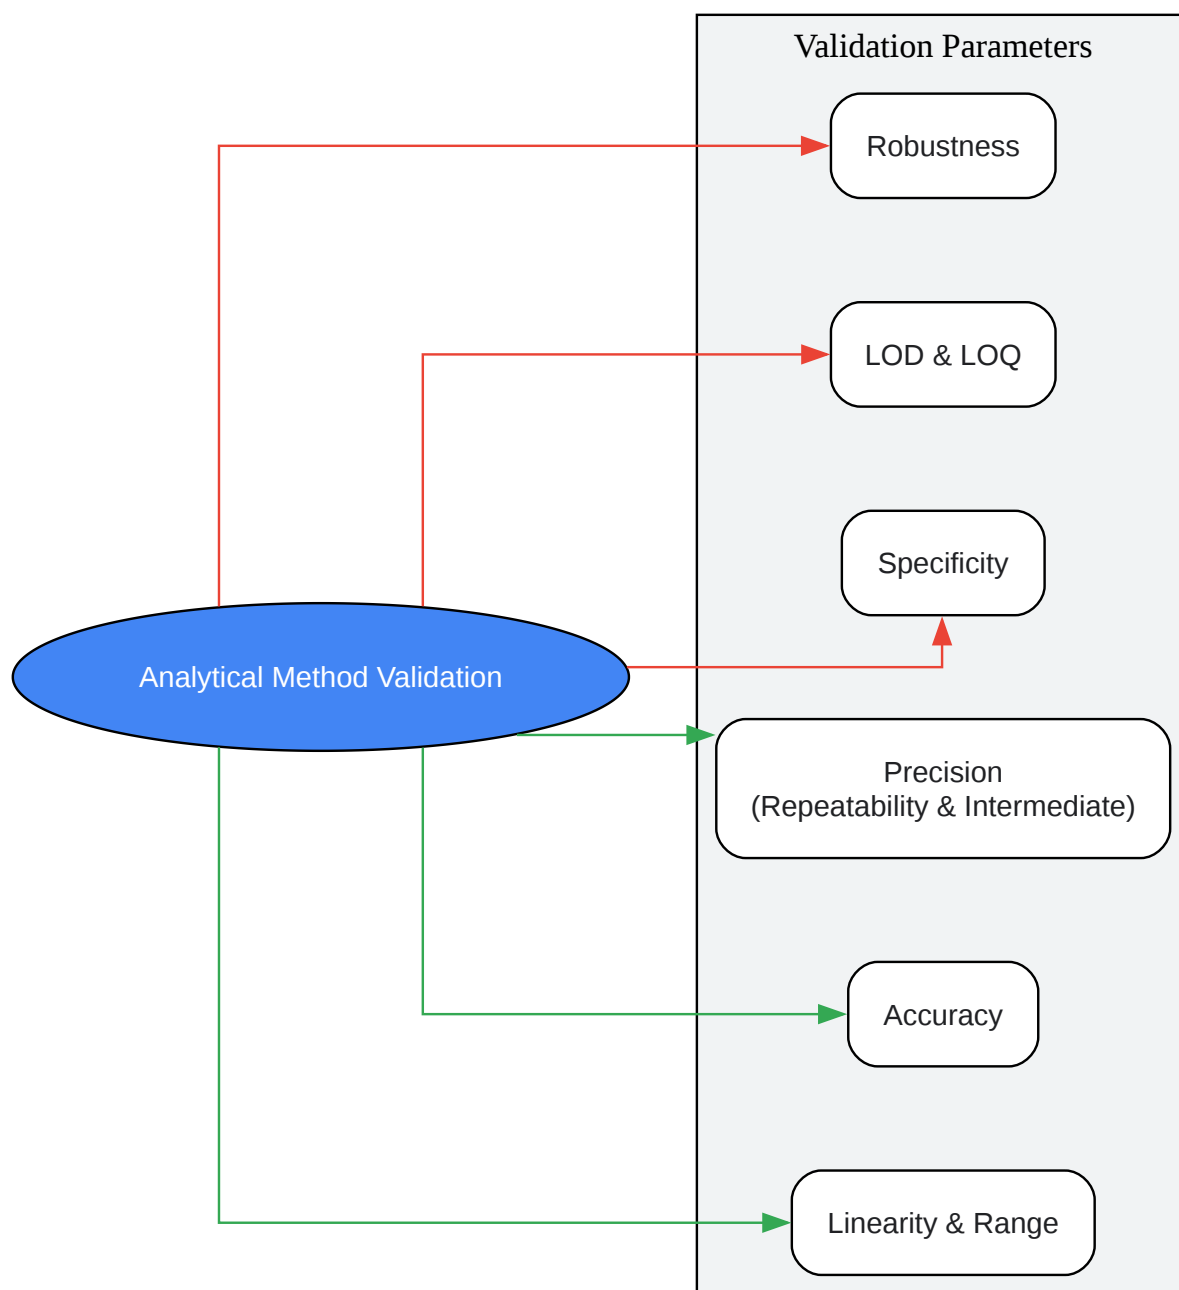 Validation Parameters
Robustness
LOD & LOQ
Specificity
Analytical Method Validation
Precision
(Repeatability & Intermediate)
Accuracy
Linearity & Range